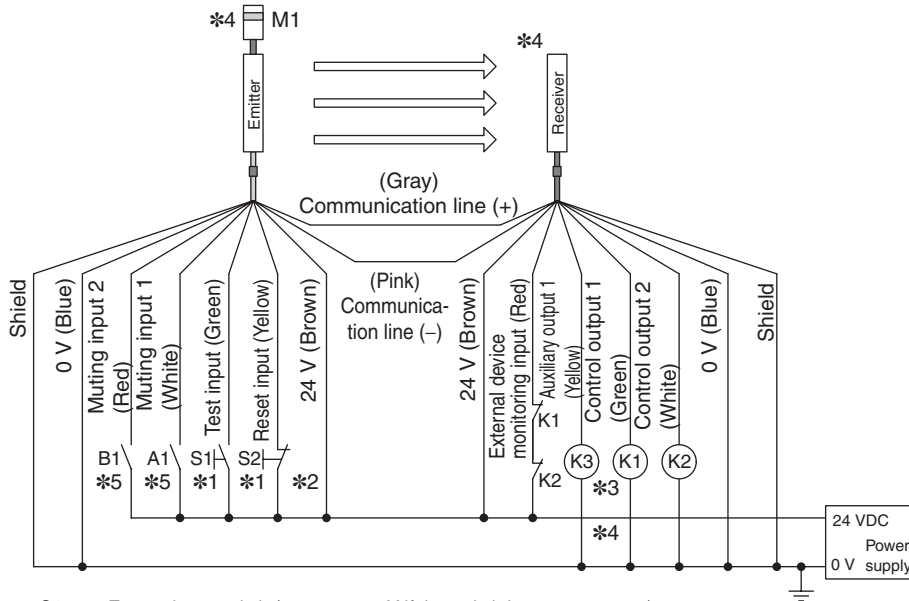 ✻4 M1
✻4
Emitter
Receiver
(Gray)
Communication line (+)
(Pink)
Communica-
tion line (−)
Shield
0 V (Blue)
Muting input 2
(Red)
Muting input 1
(White)
Test input (Green)
Reset input (Yellow)
24 V (Brown)
24 V (Brown)
External device
monitoring input (Red)
Auxiliary output 1
(Yellow)
Control output 1
(Green)
Control output 2
(White)
0 V (Blue)
Shield
K1
K2
B1 A1 S1 S2
✻5 ✻5 ✻1 ✻1 ✻2
K3 K1 K2
✻3
✻4
24 VDC
Power
0 V supply